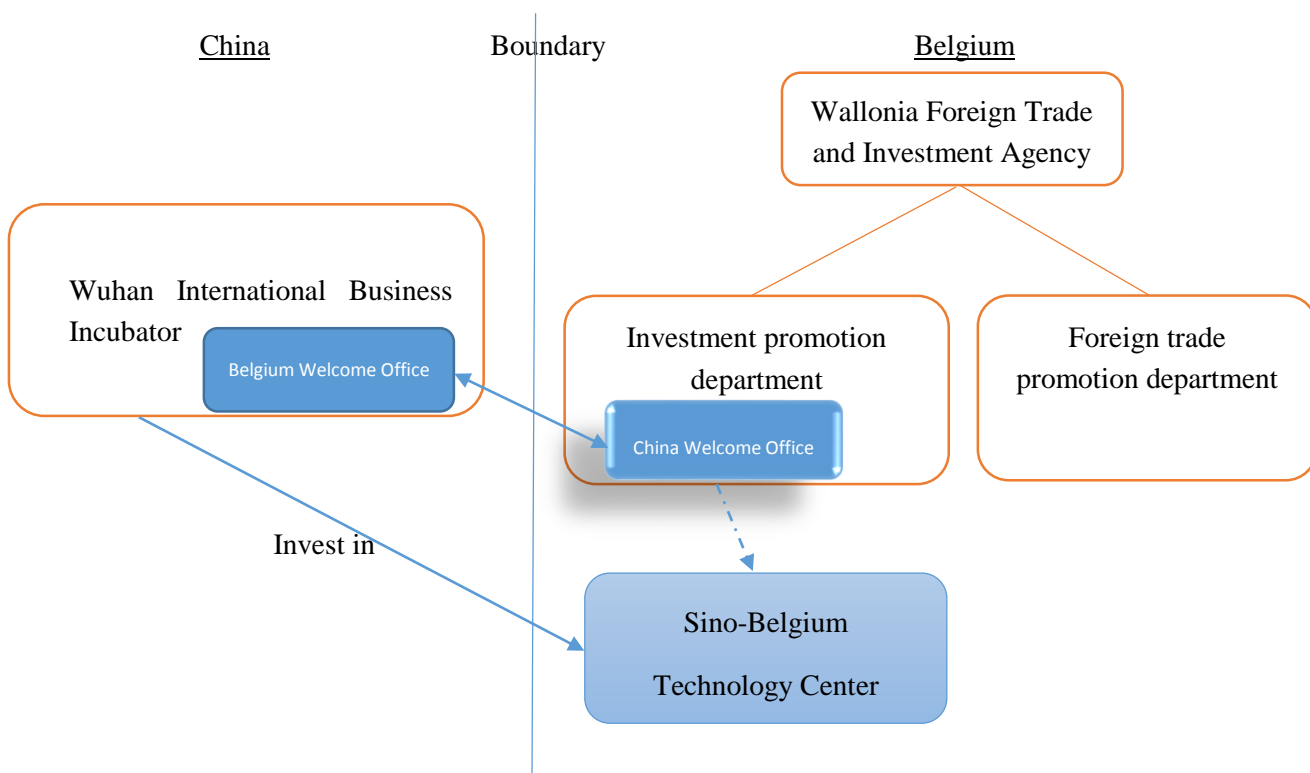 China
Boundary
Belgium
Wallonia Foreign Trade
and Investment Agency
Wuhan International Business
Incubator
Belgium Welcome Office
Investment promotion
department
China Welcome Office
Foreign trade
promotion department
Invest in
Sino-Belgium
Technology Center